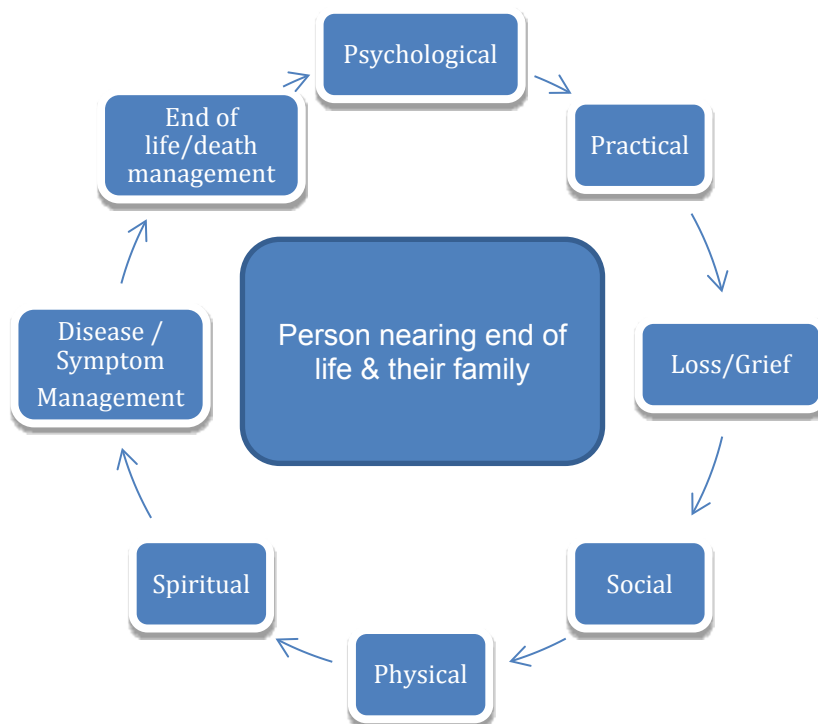 Psychological
Practical
Loss/Grief
Social
Physical
Spiritual
Disease /
Symptom
Management
End of
life/death
management
Person nearing end of
life & their family